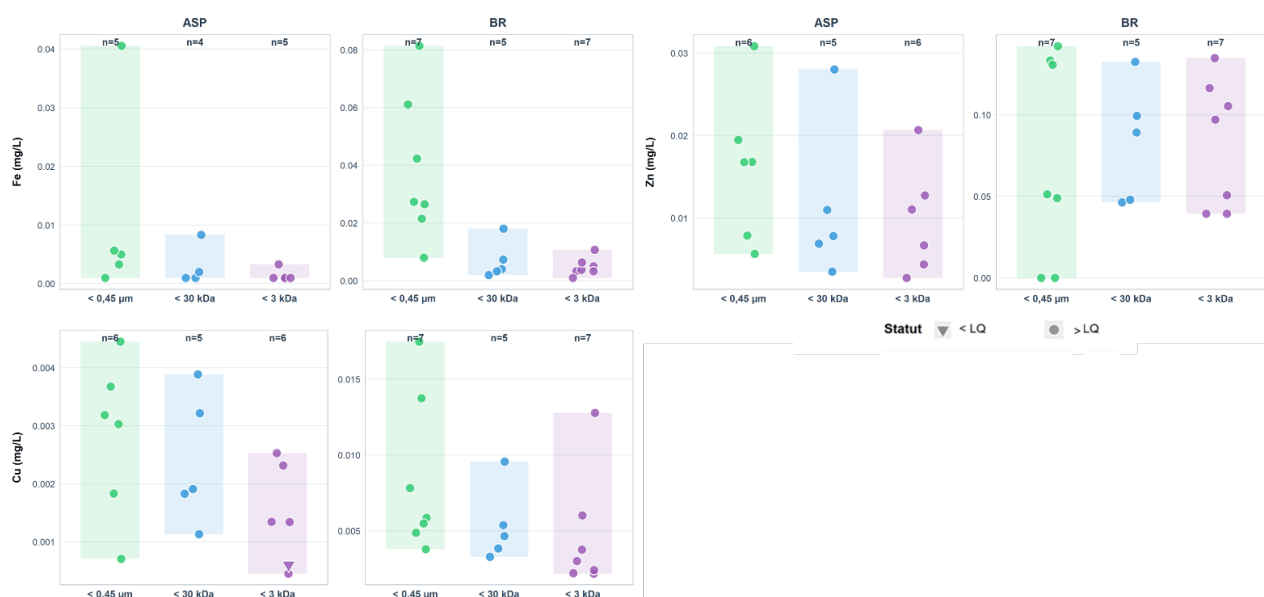 ASP
BR
n=5
n=4
n=5
n=7
n=5
n=7
Fe (mg/L)
0.04
0.03
0.02
0.01
0.00
0.08
0.06
0.04
0.02
0.00
< 0,45 µm
< 30 kDa
< 3 kDa
< 0,45 µm
< 30 kDa
< 3 kDa
ASP
BR
n=6
n=5
n=6
n=7
n=5
n=7
Zn (mg/L)
0.03
0.02
0.01
0.10
0.05
0.00
< 0,45 µm
< 30 kDa
< 3 kDa
< 0,45 µm
< 30 kDa
< 3 kDa
Statut
< LQ
> LQ
n=6
n=5
n=6
n=7
n=5
n=7
Cu (mg/L)
0.004
0.003
0.002
0.001
0.015
0.010
0.005
< 0,45 µm
< 30 kDa
< 3 kDa
< 0,45 µm
< 30 kDa
< 3 kDa